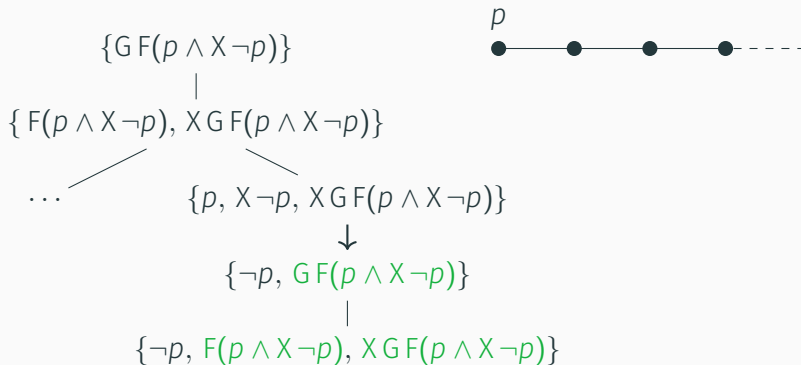 p
{G F(p ∧ X ¬p)}
{ F(p ∧ X ¬p), X G F(p ∧ X ¬p)}
... {p, X ¬p, X G F(p ∧ X ¬p)}
{¬p, G F(p ∧ X ¬p)}
{¬p, F(p ∧ X ¬p), X G F(p ∧ X ¬p)}